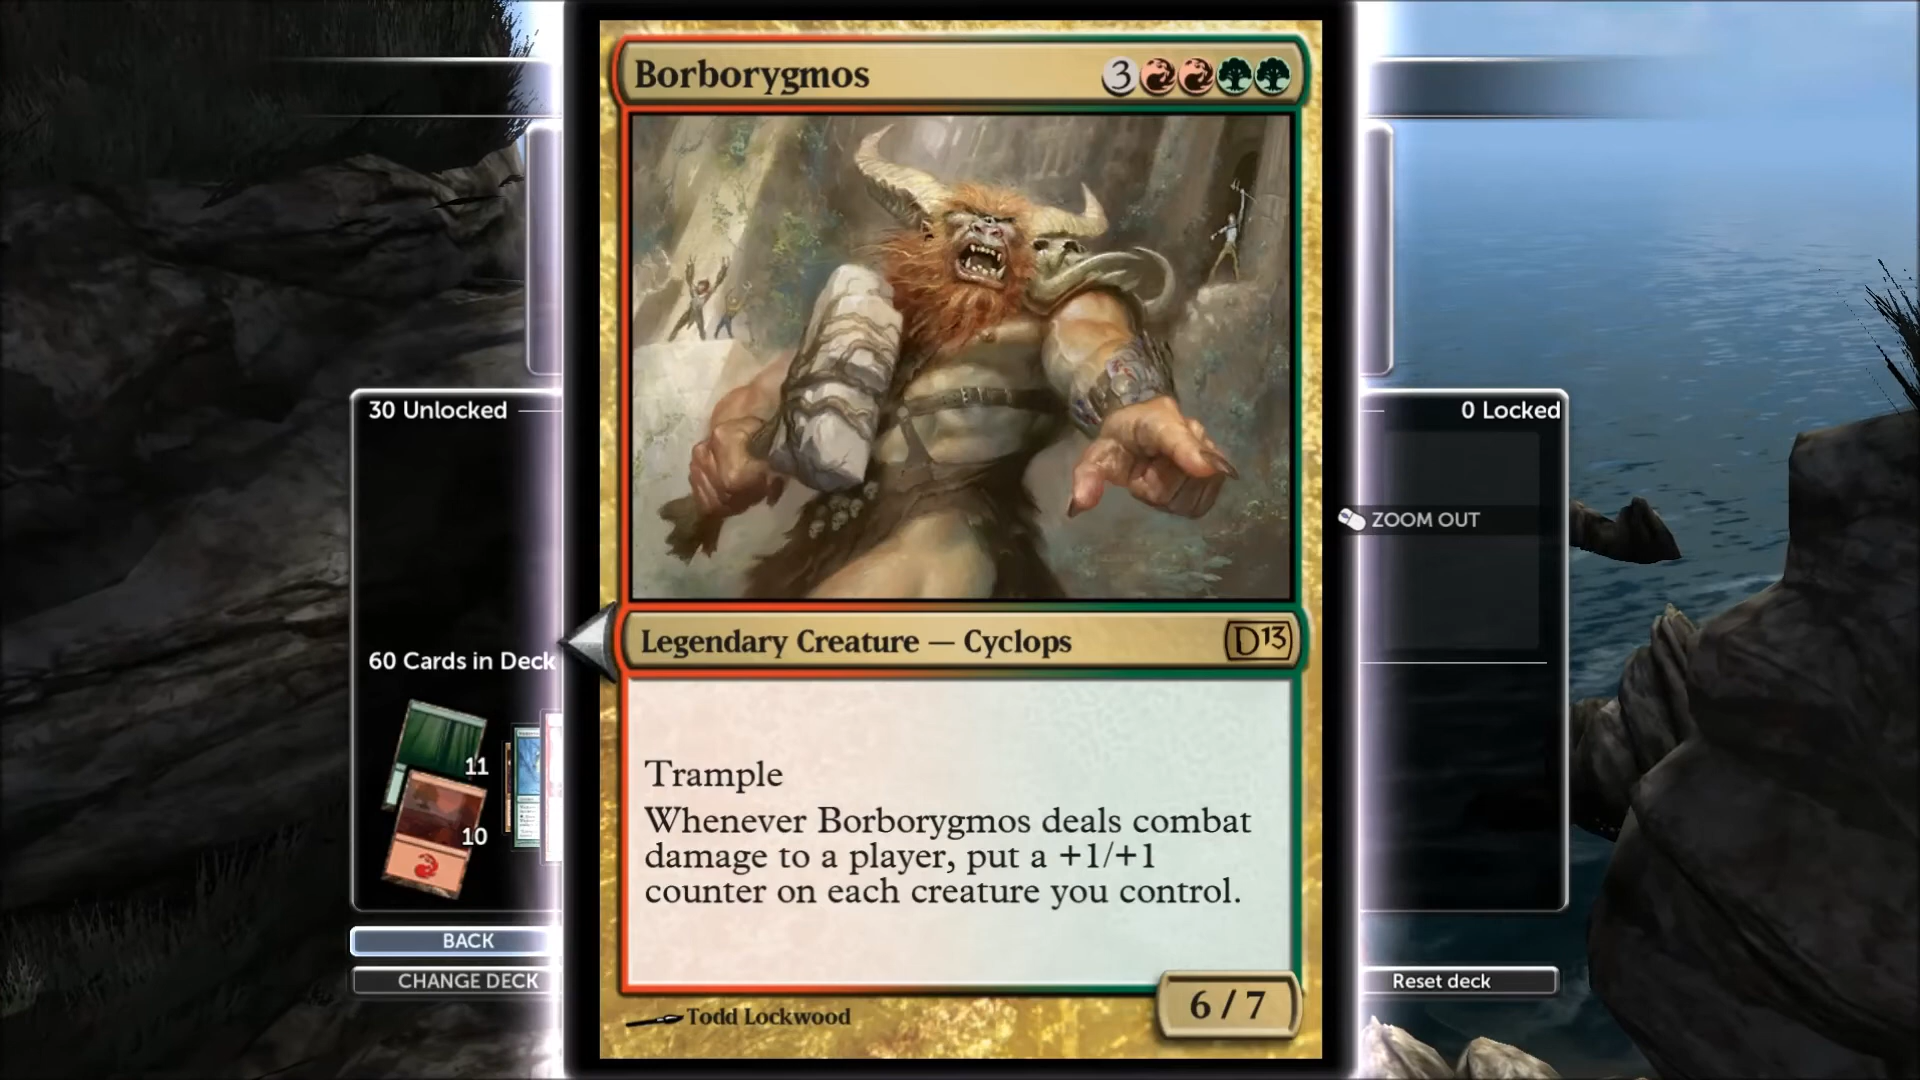 Borborygmos
3
30 Unlocked
0 Locked
ZOOM OUT
Legendary Creature — Cyclops
D13
60 Cards in Deck
11
10
Trample
Whenever Borborygmos deals combat
damage to a player, put a +1/+1
counter on each creature you control.
BACK
CHANGE DECK
Reset deck
6/7
Todd Lockwood